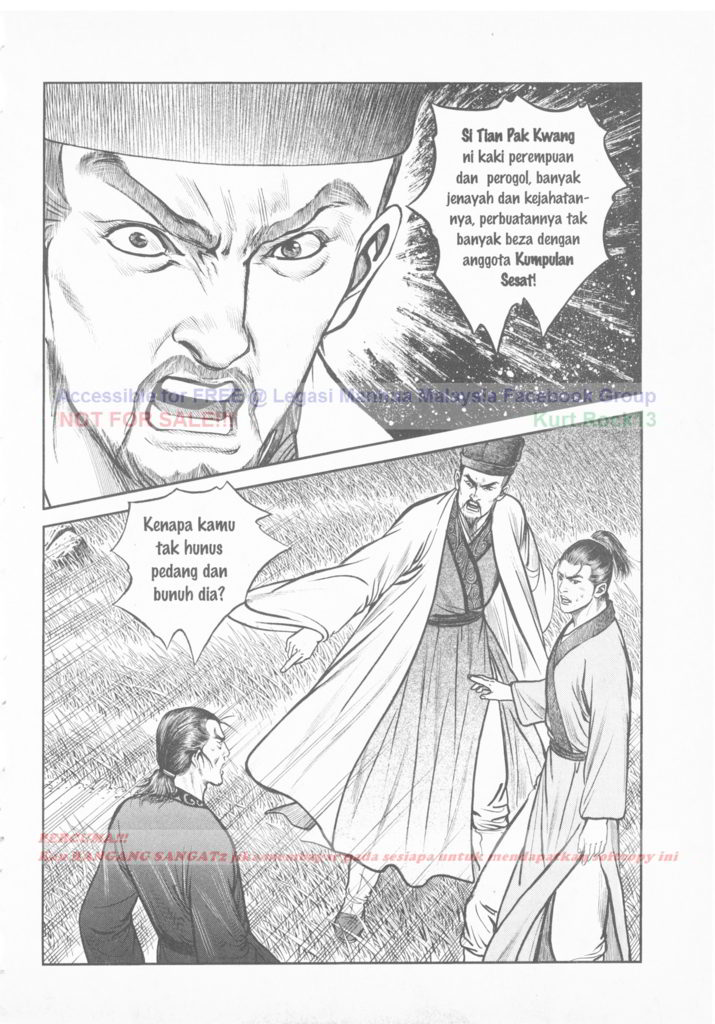 Si Tian Pak Kwang
ni kaki perempuan
dan perogol, banyak
jenayah dan kejahatan-
nya, perbuatannya tak
banyak beza dengan
anggota Kumpulan
Sesat!
Accessible for FREE @ Legasi Manhua Malaysia Facebook Group
NOT FOR SALE!!!
Kurt Rock13
Kenapa kamu
tak hunus
pedang dan
bunuh dia?
PERCUMA!!!
Kau BANGANG SANGAT2 jika membayar pada sesiapa untuk mendapatkan softcopy ini